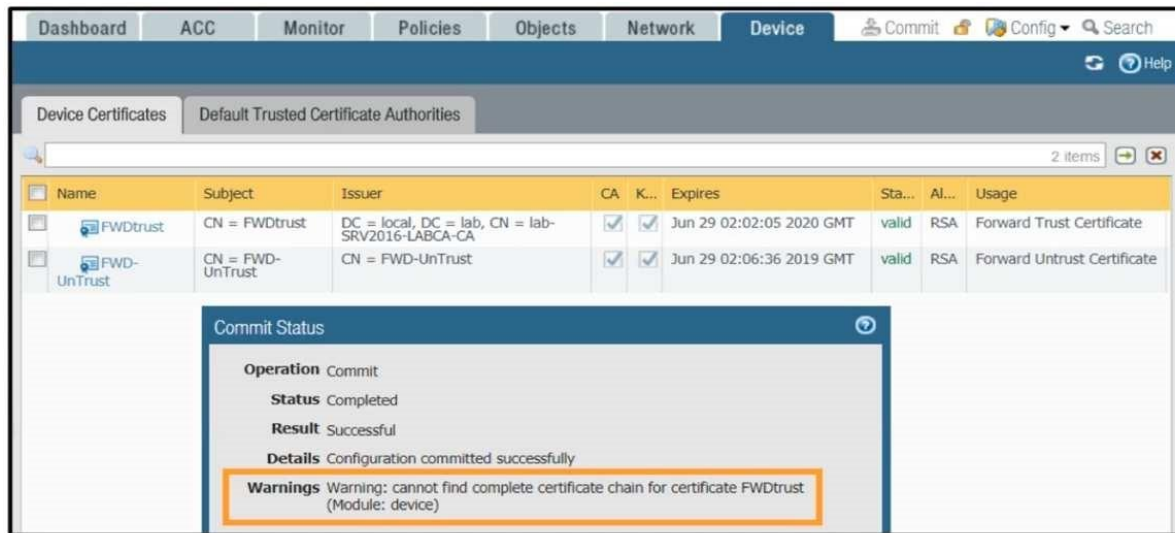 Dashboard ACC Monitor Policies Objects Network Device Commit Config Search
Help
Device Certificates Default Trusted Certificate Authorities
2 items
Name Subject Issuer CA K... Expires Sta... Al... Usage
FWDtrust CN = FWDtrust DC = local, DC = lab, CN = lab-SRV2016-LABCA-CA Jun 29 02:02:05 2020 GMT valid RSA Forward Trust Certificate
FWD-UnTrust CN = FWD-UnTrust CN = FWD-UnTrust Jun 29 02:06:36 2019 GMT valid RSA Forward Untrust Certificate
Commit Status
Operation Commit
Status Completed
Result Successful
Details Configuration committed successfully
Warnings Warning: cannot find complete certificate chain for certificate FWDtrust
(Module: device)